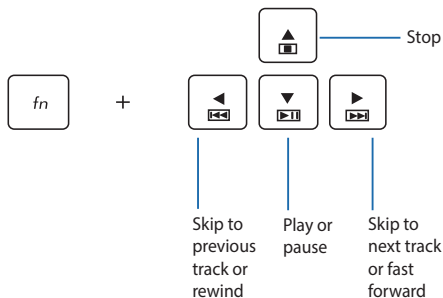 Stop
fn
+
Skip to
previous
track or
rewind
Play or
pause
Skip to
next track
or fast
forward